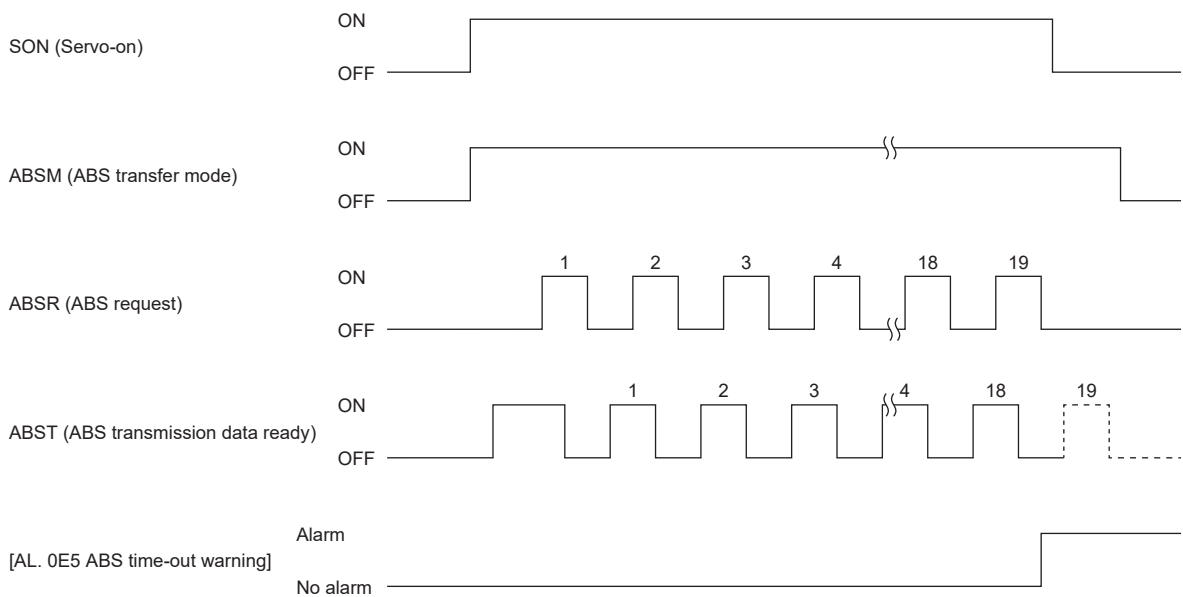 ON
SON (Servo-on)
OFF
ON
ABSM (ABS transfer mode)
OFF
1 2 3 4 18 19
ON
ABSR (ABS request)
OFF
1 2 3 4 18 19
ON
ABST (ABS transmission data ready)
OFF
Alarm
[AL. 0E5 ABS time-out warning]
No alarm